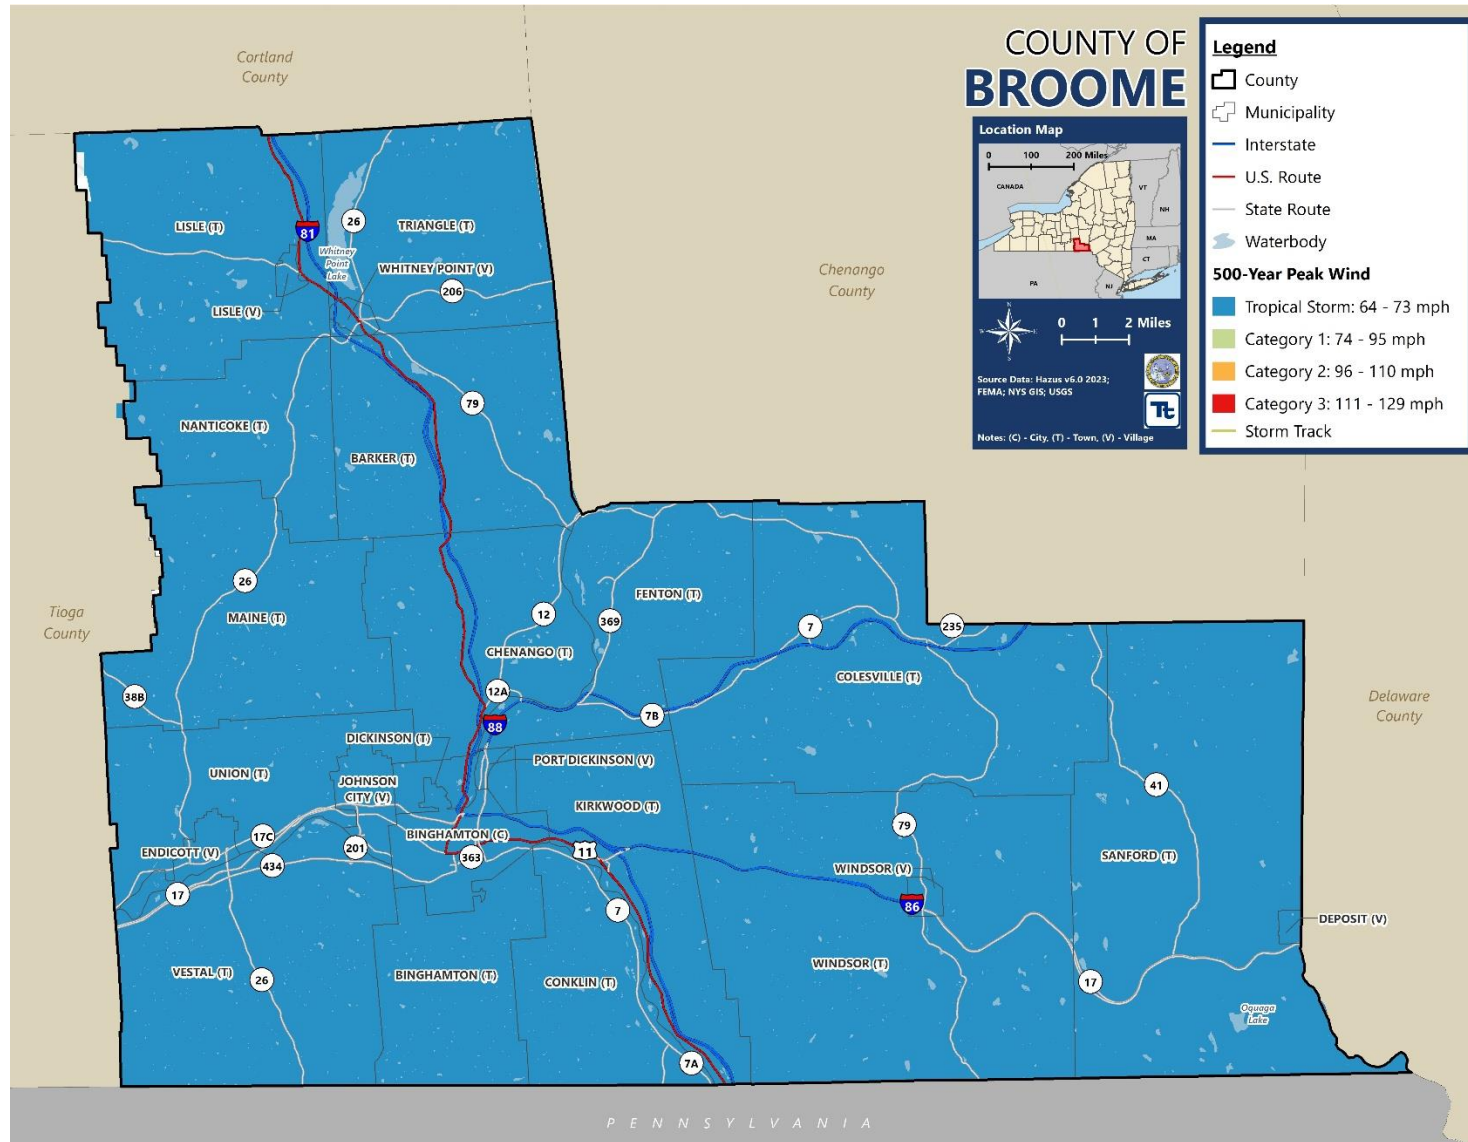 COUNTY OF
BROOME
Location Map
0 100 200 Miles
CANADA
VT
NH
MA
CT
PA
NJ
0 1 2 Miles
Source Data: Hazus v6.0 2023;
FEMA; NYS GIS; USGS
Tt
Notes: (C) - City, (T) - Town, (V) - Village
Legend
County
Municipality
Interstate
U.S. Route
State Route
Waterbody
500-Year Peak Wind
Tropical Storm: 64 - 73 mph
Category 1: 74 - 95 mph
Category 2: 96 - 110 mph
Category 3: 111 - 129 mph
Storm Track
Cortland
County
Chenango
County
Tioga
County
Delaware
County
LISLE (T)
81
26
TRIANGLE (T)
Whitney
Point
Lake
WHITNEY POINT (V)
206
LISLE (V)
79
NANTICOKE (T)
BARKER (T)
26
MAINE (T)
12
369
FENTON (T)
7
235
CHENANGO (T)
COLESVILLE (T)
38B
12A
7B
88
DICKINSON (T)
PORT DICKINSON (V)
UNION (T)
JOHNSON
CITY (V)
KIRKWOOD (T)
41
17C
BINGHAMTON (C)
79
201
ENDICOTT (V)
434
363
11
SANFORD (T)
WINDSOR (V)
17
86
7
DEPOSIT (V)
VESTAL (T)
26
BINGHAMTON (T)
CONKLIN (T)
WINDSOR (T)
17
Oquaga
Lake
7A
PENNSYLVANIA